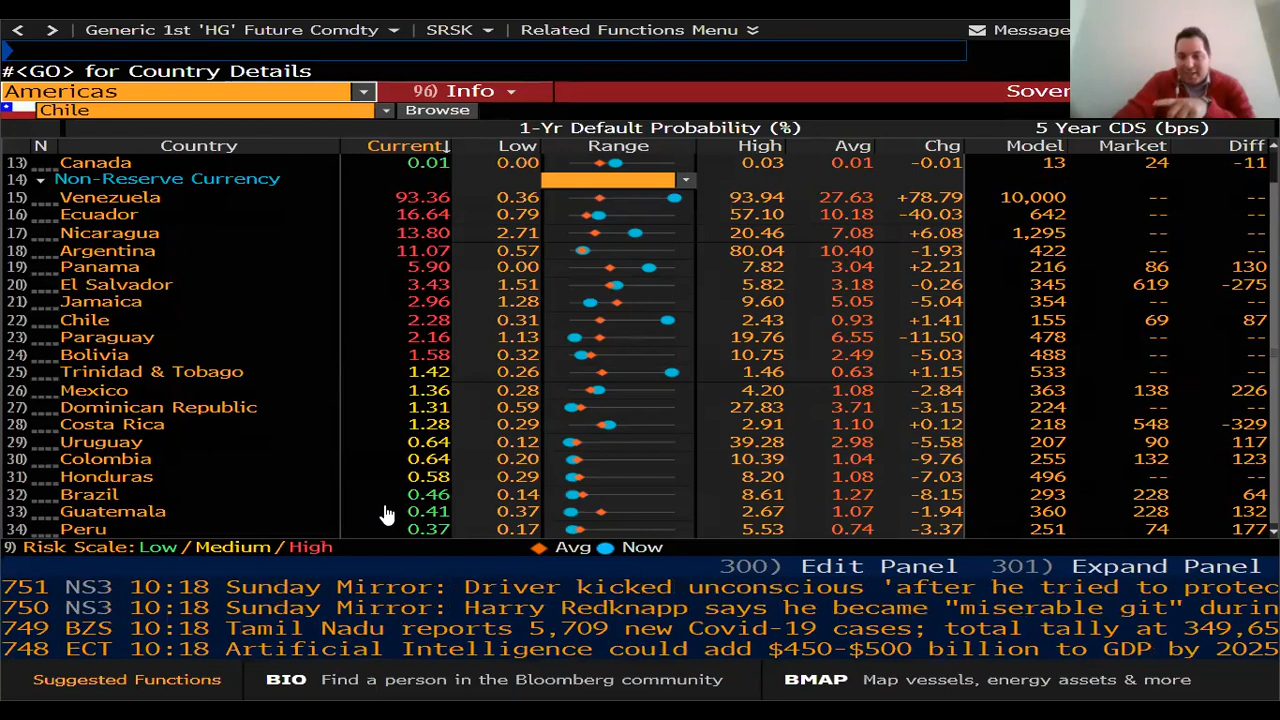 < > Generic 1st 'HG' Future Comdty SRSK Related Functions Menu Message
#<GO> for Country Details
Americas 96) Info Sover
Chile Browse
1-Yr Default Probability (%) 5 Year CDS (bps)
N Country Current↓ Low Range High Avg Chg Model Market Diff
13) Canada 0.01 0.00 0.03 0.01 -0.01 13 24 -11
14) Non-Reserve Currency
15) Venezuela 93.36 0.36 93.94 27.63 +78.79 10,000 -- --
16) Ecuador 16.64 0.79 57.10 10.18 -40.03 642 -- --
17) Nicaragua 13.80 2.71 20.46 7.08 +6.08 1,295 -- --
18) Argentina 11.07 0.57 80.04 10.40 -1.93 422 -- --
19) Panama 5.90 0.00 7.82 3.04 +2.21 216 86 130
20) El Salvador 3.43 1.51 5.82 3.18 -0.26 345 619 -275
21) Jamaica 2.96 1.28 9.60 5.05 -5.04 354 -- --
22) Chile 2.28 0.31 2.43 0.93 +1.41 155 69 87
23) Paraguay 2.16 1.13 19.76 6.55 -11.50 478 -- --
24) Bolivia 1.58 0.32 10.75 2.49 -5.03 488 -- --
25) Trinidad & Tobago 1.42 0.26 1.46 0.63 +1.15 533 -- --
26) Mexico 1.36 0.28 4.20 1.08 -2.84 363 138 226
27) Dominican Republic 1.31 0.59 27.83 3.71 -3.15 224 -- --
28) Costa Rica 1.28 0.29 2.91 1.10 +0.12 218 548 -329
29) Uruguay 0.64 0.12 39.28 2.98 -5.58 207 90 117
30) Colombia 0.64 0.20 10.39 1.04 -9.76 255 132 123
31) Honduras 0.58 0.29 8.20 1.08 -7.03 496 -- --
32) Brazil 0.46 0.14 8.61 1.27 -8.15 293 228 64
33) Guatemala 0.41 0.37 2.67 1.07 -1.94 360 228 132
34) Peru 0.37 0.17 5.53 0.74 -3.37 251 74 177
9) Risk Scale: Low / Medium / High Avg Now
300) Edit Panel 301) Expand Panel
751 NS3 10:18 Sunday Mirror: Driver kicked unconscious 'after he tried to protec
750 NS3 10:18 Sunday Mirror: Harry Redknapp says he became "miserable git" durin
749 BZS 10:18 Tamil Nadu reports 5,709 new Covid-19 cases; total tally at 349,65
748 ECT 10:18 Artificial Intelligence could add $450-$500 billion to GDP by 2025
Suggested Functions BIO Find a person in the Bloomberg community BMAP Map vessels, energy assets & more